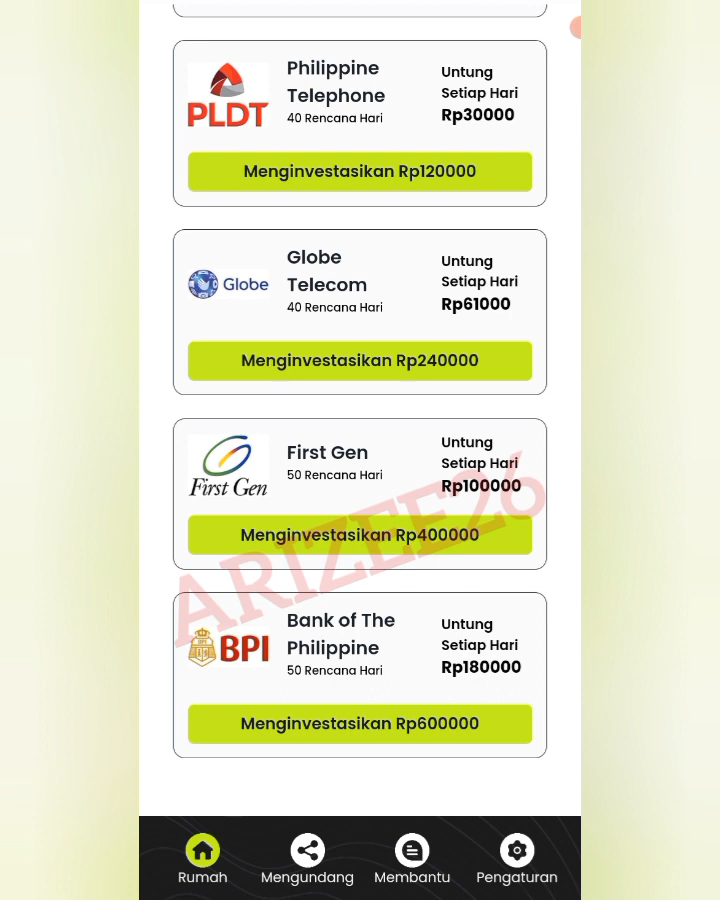 Philippine
Telephone
40 Rencana Hari
Untung
Setiap Hari
Rp30000
PLDT
Menginvestasikan Rp120000
Globe
Telecom
40 Rencana Hari
Untung
Setiap Hari
Rp61000
Globe
Menginvestasikan Rp240000
First Gen
50 Rencana Hari
Untung
Setiap Hari
Rp100000
First Gen
Menginvestasikan Rp400000
ARIZEE26
Bank of The
Philippine
50 Rencana Hari
Untung
Setiap Hari
Rp180000
BPI
Menginvestasikan Rp600000
Rumah
Mengundang
Membantu
Pengaturan